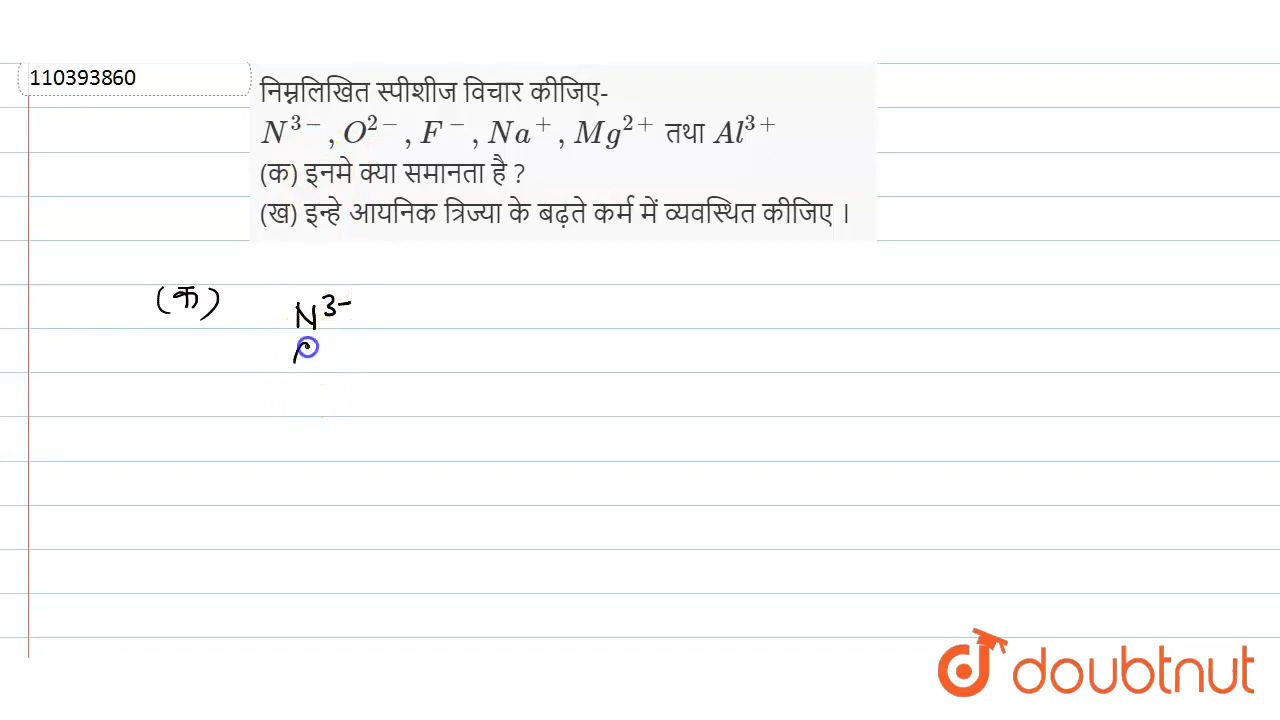 110393860
निम्नलिखित स्पीशीज विचार कीजिए-
N³⁻, O²⁻, F⁻, Na⁺, Mg²⁺ तथा Al³⁺
(क) इनमे क्या समानता है ?
(ख) इन्हे आयनिक त्रिज्या के बढ़ते कर्म में व्यवस्थित कीजिए ।
(क) N³⁻
doubtnut